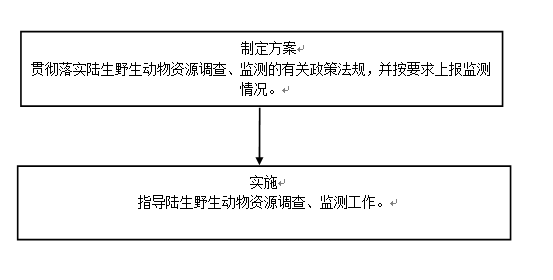 制定方案
贯彻落实陆生野生动物资源调查、监测的有关政策法规，并按要求上报监测
情况。
实施
指导陆生野生动物资源调查、监测工作。